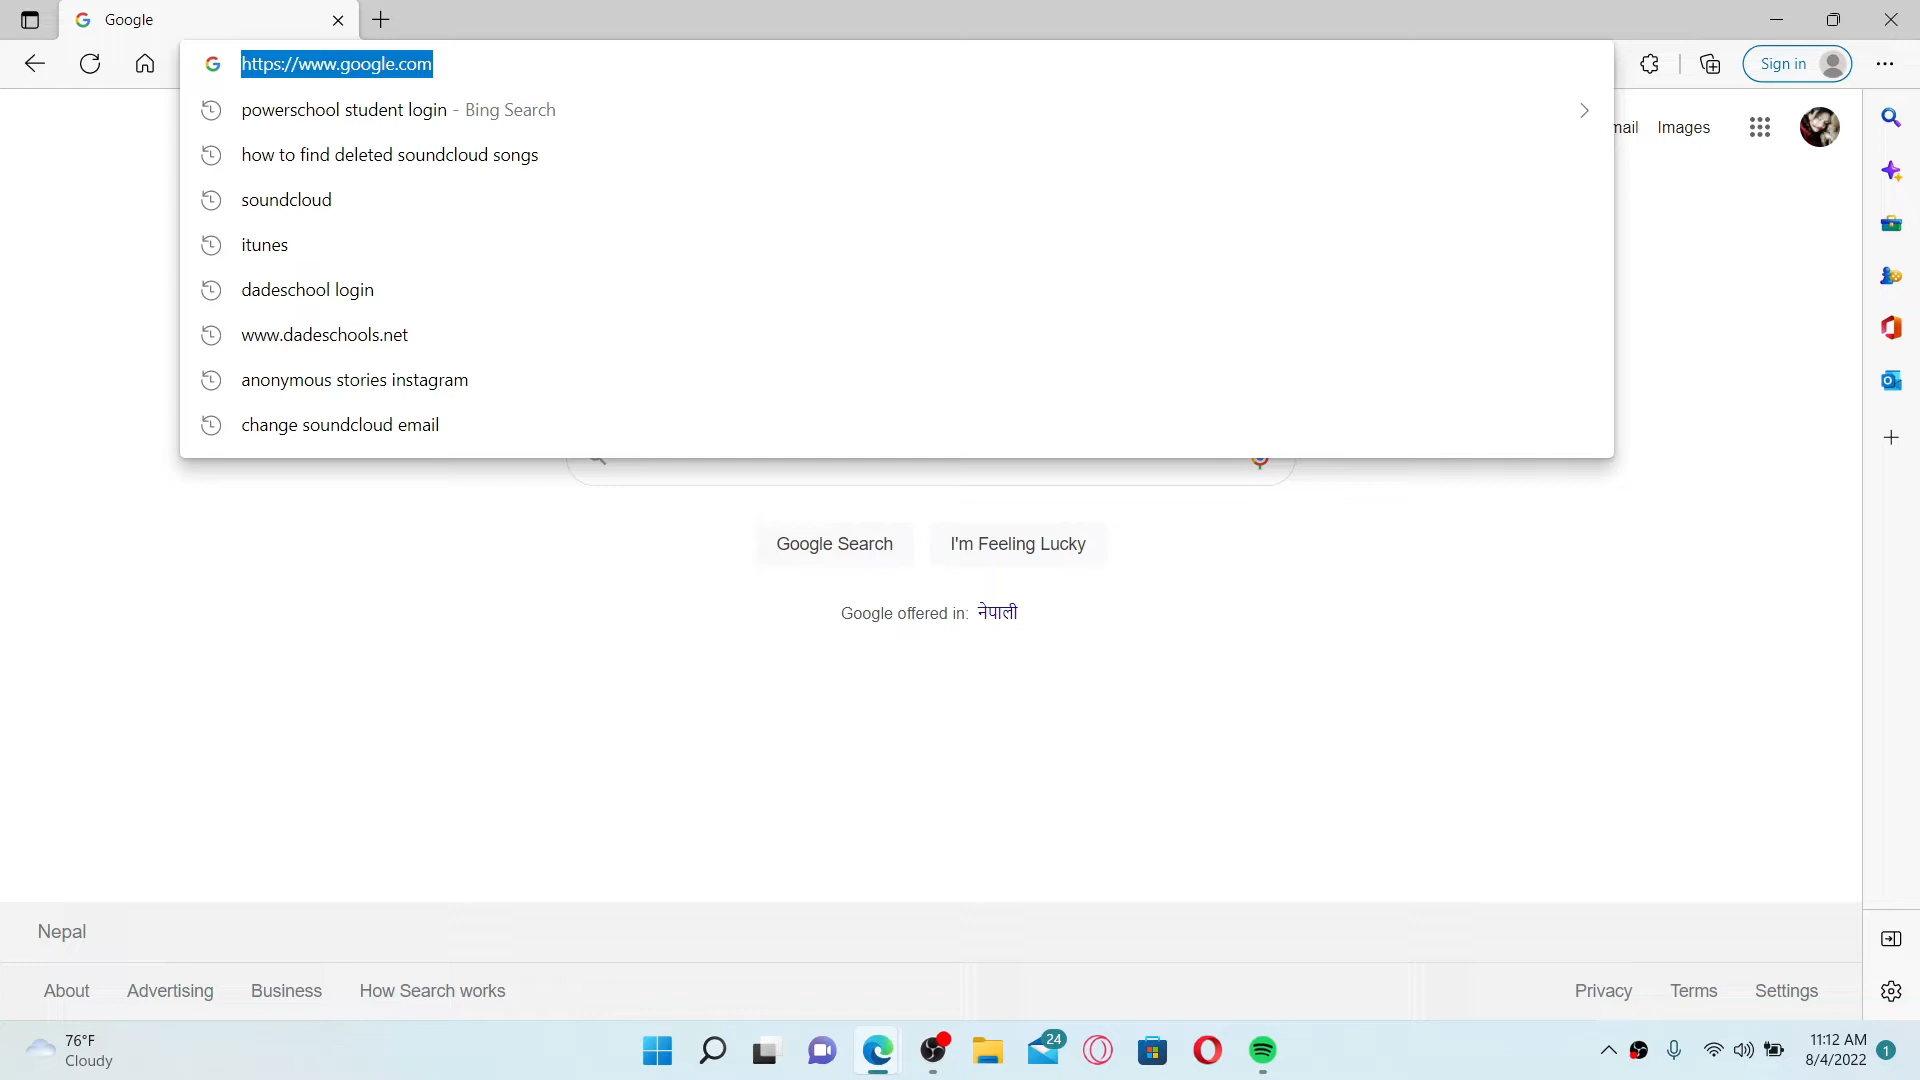 Google
https://www.google.com
Sign in
powerschool student login - Bing Search
mail Images
how to find deleted soundcloud songs
soundcloud
itunes
dadeschool login
www.dadeschools.net
anonymous stories instagram
change soundcloud email
Google Search
I'm Feeling Lucky
Google offered in: नेपाली
Nepal
About Advertising Business How Search works
Privacy Terms Settings
76°F
Cloudy
24
11:12 AM
8/4/2022
1